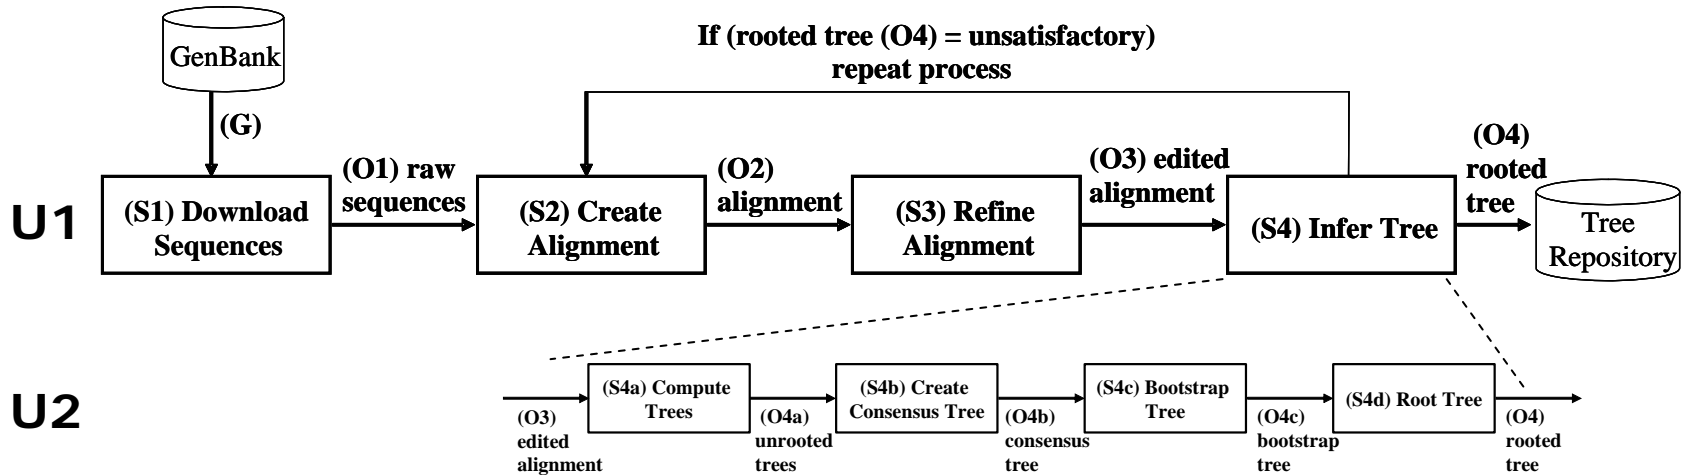 GenBank
(G)
If (rooted tree (O4) = unsatisfactory)
repeat process
U1
(S1) Download
Sequences
(O1) raw
sequences
(S2) Create
Alignment
(O2)
alignment
(S3) Refine
Alignment
(O3) edited
alignment
(S4) Infer Tree
(O4)
rooted
tree
Tree
Repository
U2
(O3)
edited
alignment
(S4a) Compute
Trees
(O4a)
unrooted
trees
(S4b) Create
Consensus Tree
(O4b)
consensus
tree
(S4c) Bootstrap
Tree
(O4c)
bootstrap
tree
(S4d) Root Tree
(O4)
rooted
tree